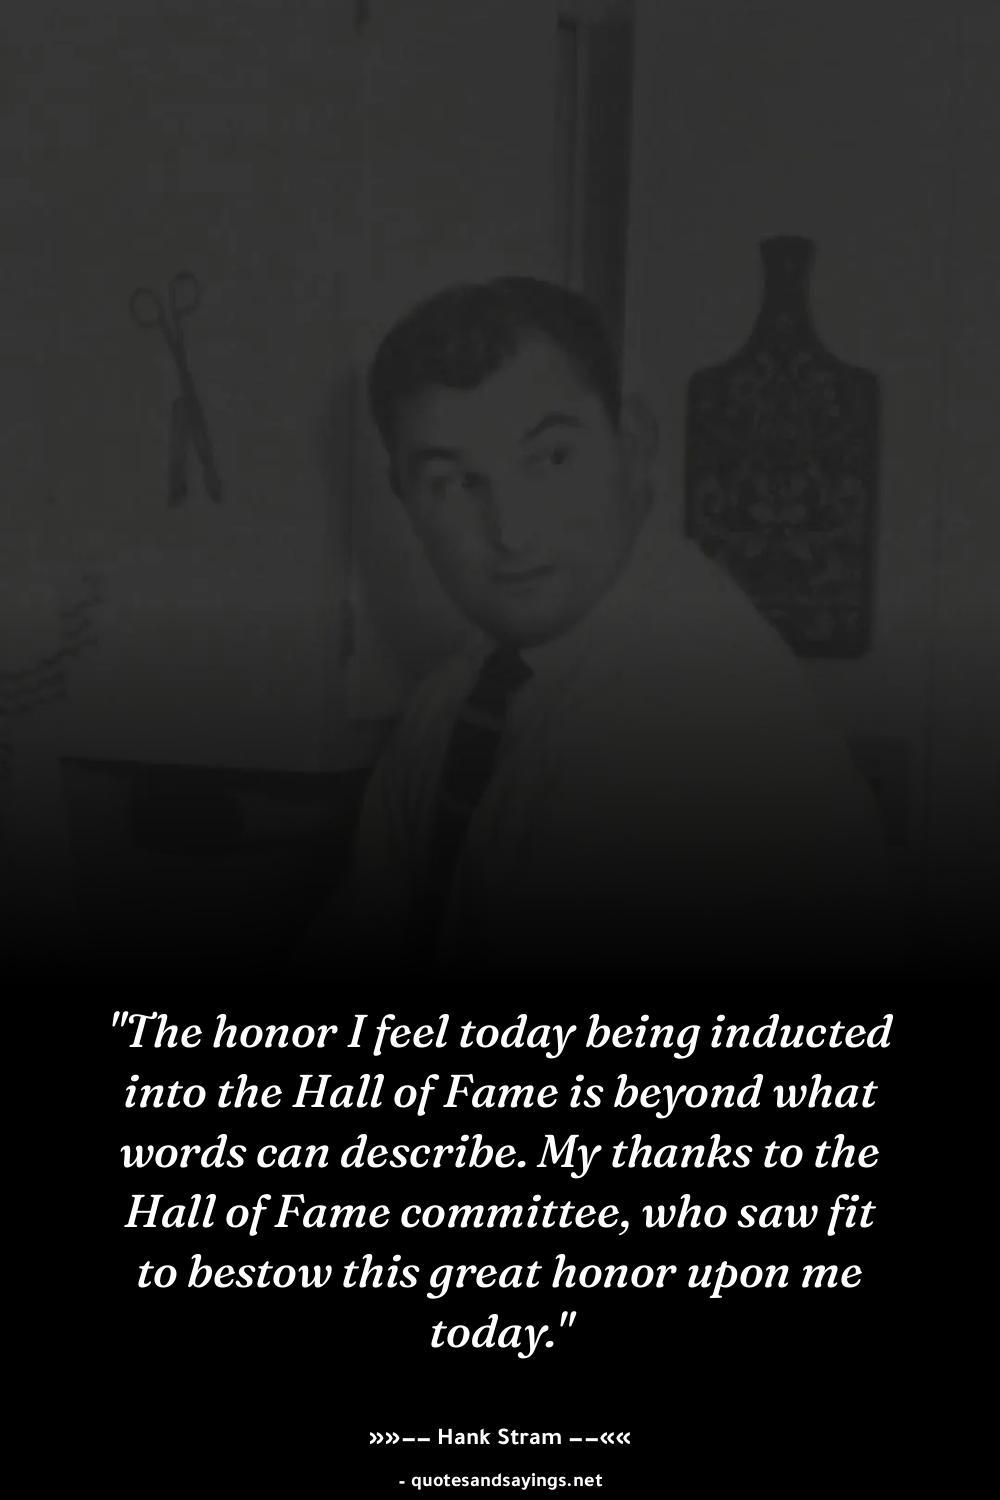 "The honor I feel today being inducted
into the Hall of Fame is beyond what
words can describe. My thanks to the
Hall of Fame committee, who saw fit
to bestow this great honor upon me
today."
»»−− Hank Stram −−««
- quotesandsayings.net